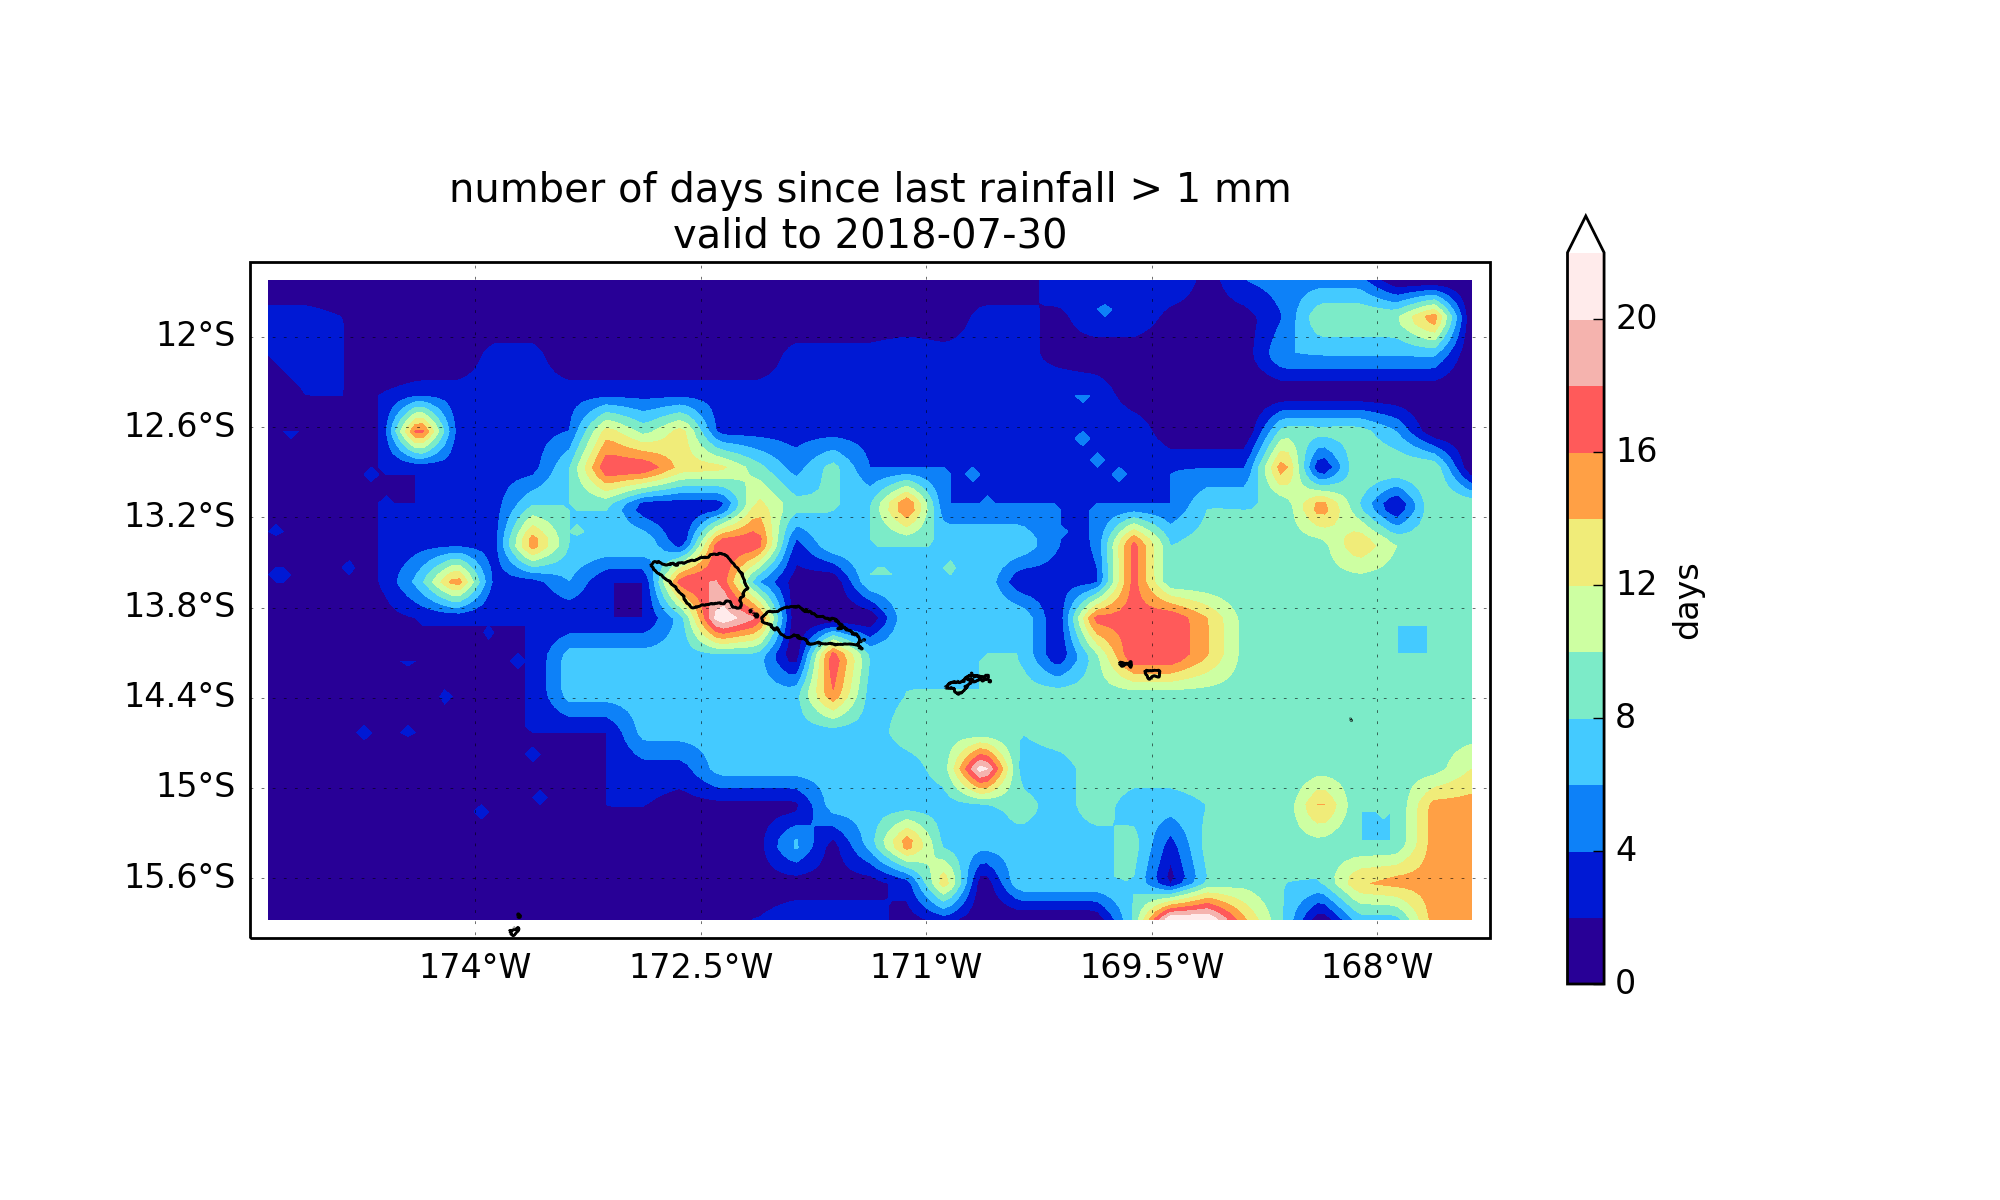 number of days since last rainfall > 1 mm
valid to 2018-07-30
12°S
12.6°S
13.2°S
13.8°S
14.4°S
15°S
15.6°S
174°W
172.5°W
171°W
169.5°W
168°W
20
16
12
8
4
0
days